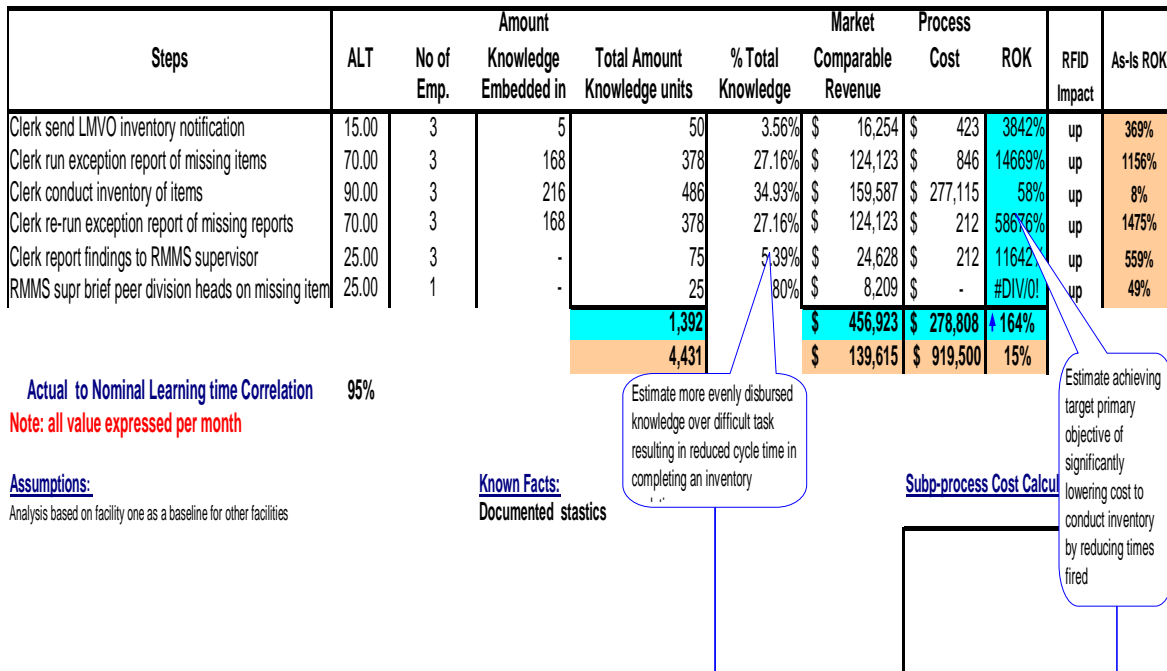 Amount Market Process
Steps ALT No of Knowledge Total Amount % Total Comparable Cost ROK RFID As-Is ROK
Emp. Embedded in Knowledge units Knowledge Revenue Impact
Clerk send LMVO inventory notification 15.00 3 5 50 3.56% $ 16,254 $ 423 3842% up 369%
Clerk run exception report of missing items 70.00 3 168 378 27.16% $ 124,123 $ 846 14669% up 1156%
Clerk conduct inventory of items 90.00 3 216 486 34.93% $ 159,587 $ 277,115 58% up 8%
Clerk re-run exception report of missing reports 70.00 3 168 378 27.16% $ 124,123 $ 212 58676% up 1475%
Clerk report findings to RMMS supervisor 25.00 3 - 75 5.39% $ 24,628 $ 212 11642% up 559%
RMMS supr brief peer division heads on missing item 25.00 1 - 25 80% $ 8,209 $ - #DIV/0! up 49%
1,392 $ 456,923 $ 278,808 164%
4,431 $ 139,615 $ 919,500 15%
Actual to Nominal Learning time Correlation 95%
Note: all value expressed per month
Estimate more evenly disbursed
knowledge over difficult task
resulting in reduced cycle time in
completing an inventory
Estimate achieving
target primary
objective of
significantly
lowering cost to
conduct inventory
by reducing times
fired
Assumptions: Known Facts: Subp-process Cost Calcul
Analysis based on facility one as a baseline for other facilities Documented stastics